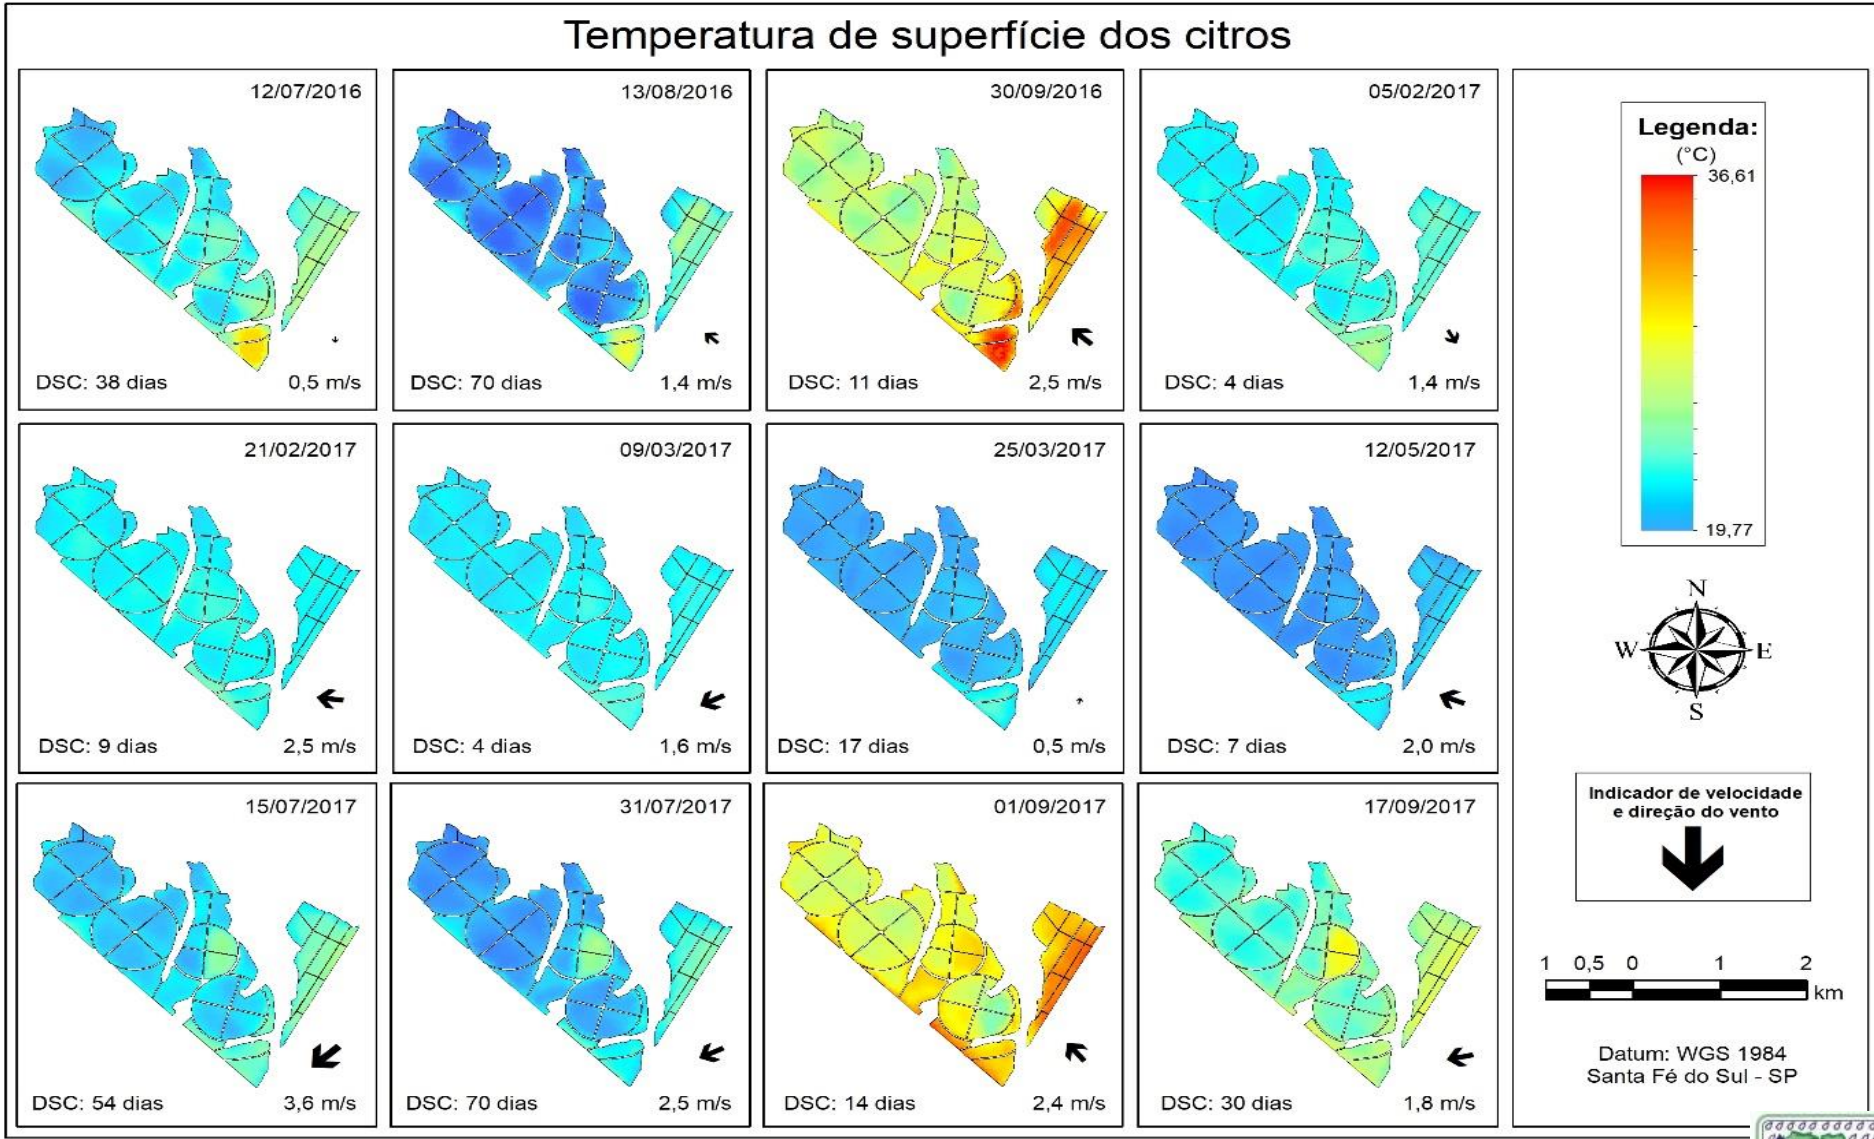 Temperatura de superfície dos citros
12/07/2016
DSC: 38 dias
0,5 m/s
13/08/2016
DSC: 70 dias
1,4 m/s
30/09/2016
DSC: 11 dias
2,5 m/s
05/02/2017
DSC: 4 dias
1,4 m/s
21/02/2017
DSC: 9 dias
2,5 m/s
09/03/2017
DSC: 4 dias
1,6 m/s
25/03/2017
DSC: 17 dias
0,5 m/s
12/05/2017
DSC: 7 dias
2,0 m/s
15/07/2017
DSC: 54 dias
3,6 m/s
31/07/2017
DSC: 70 dias
2,5 m/s
01/09/2017
DSC: 14 dias
2,4 m/s
17/09/2017
DSC: 30 dias
1,8 m/s
Legenda:
(°C)
36,61
19,77
N
W E
S
Indicador de velocidade
e direção do vento
1 0,5 0 1 2
km
Datum: WGS 1984
Santa Fé do Sul - SP